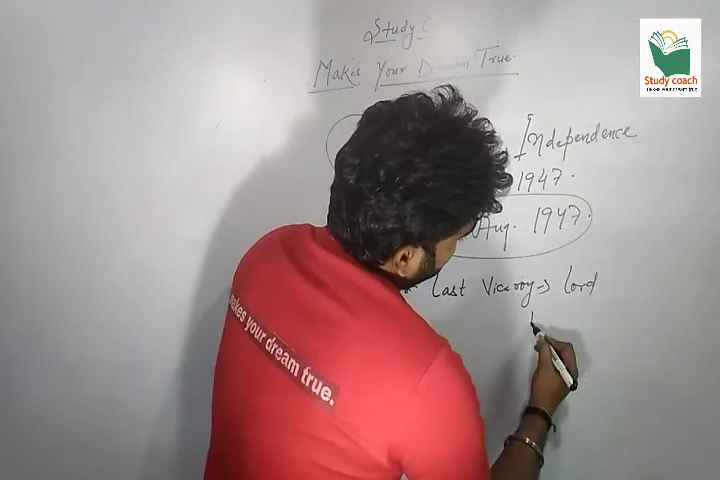 Study
Makes Your True.
Independence
1947.
Aug. 1947.
Last Viceroy→ Lord
makes your dream true.
Study coach